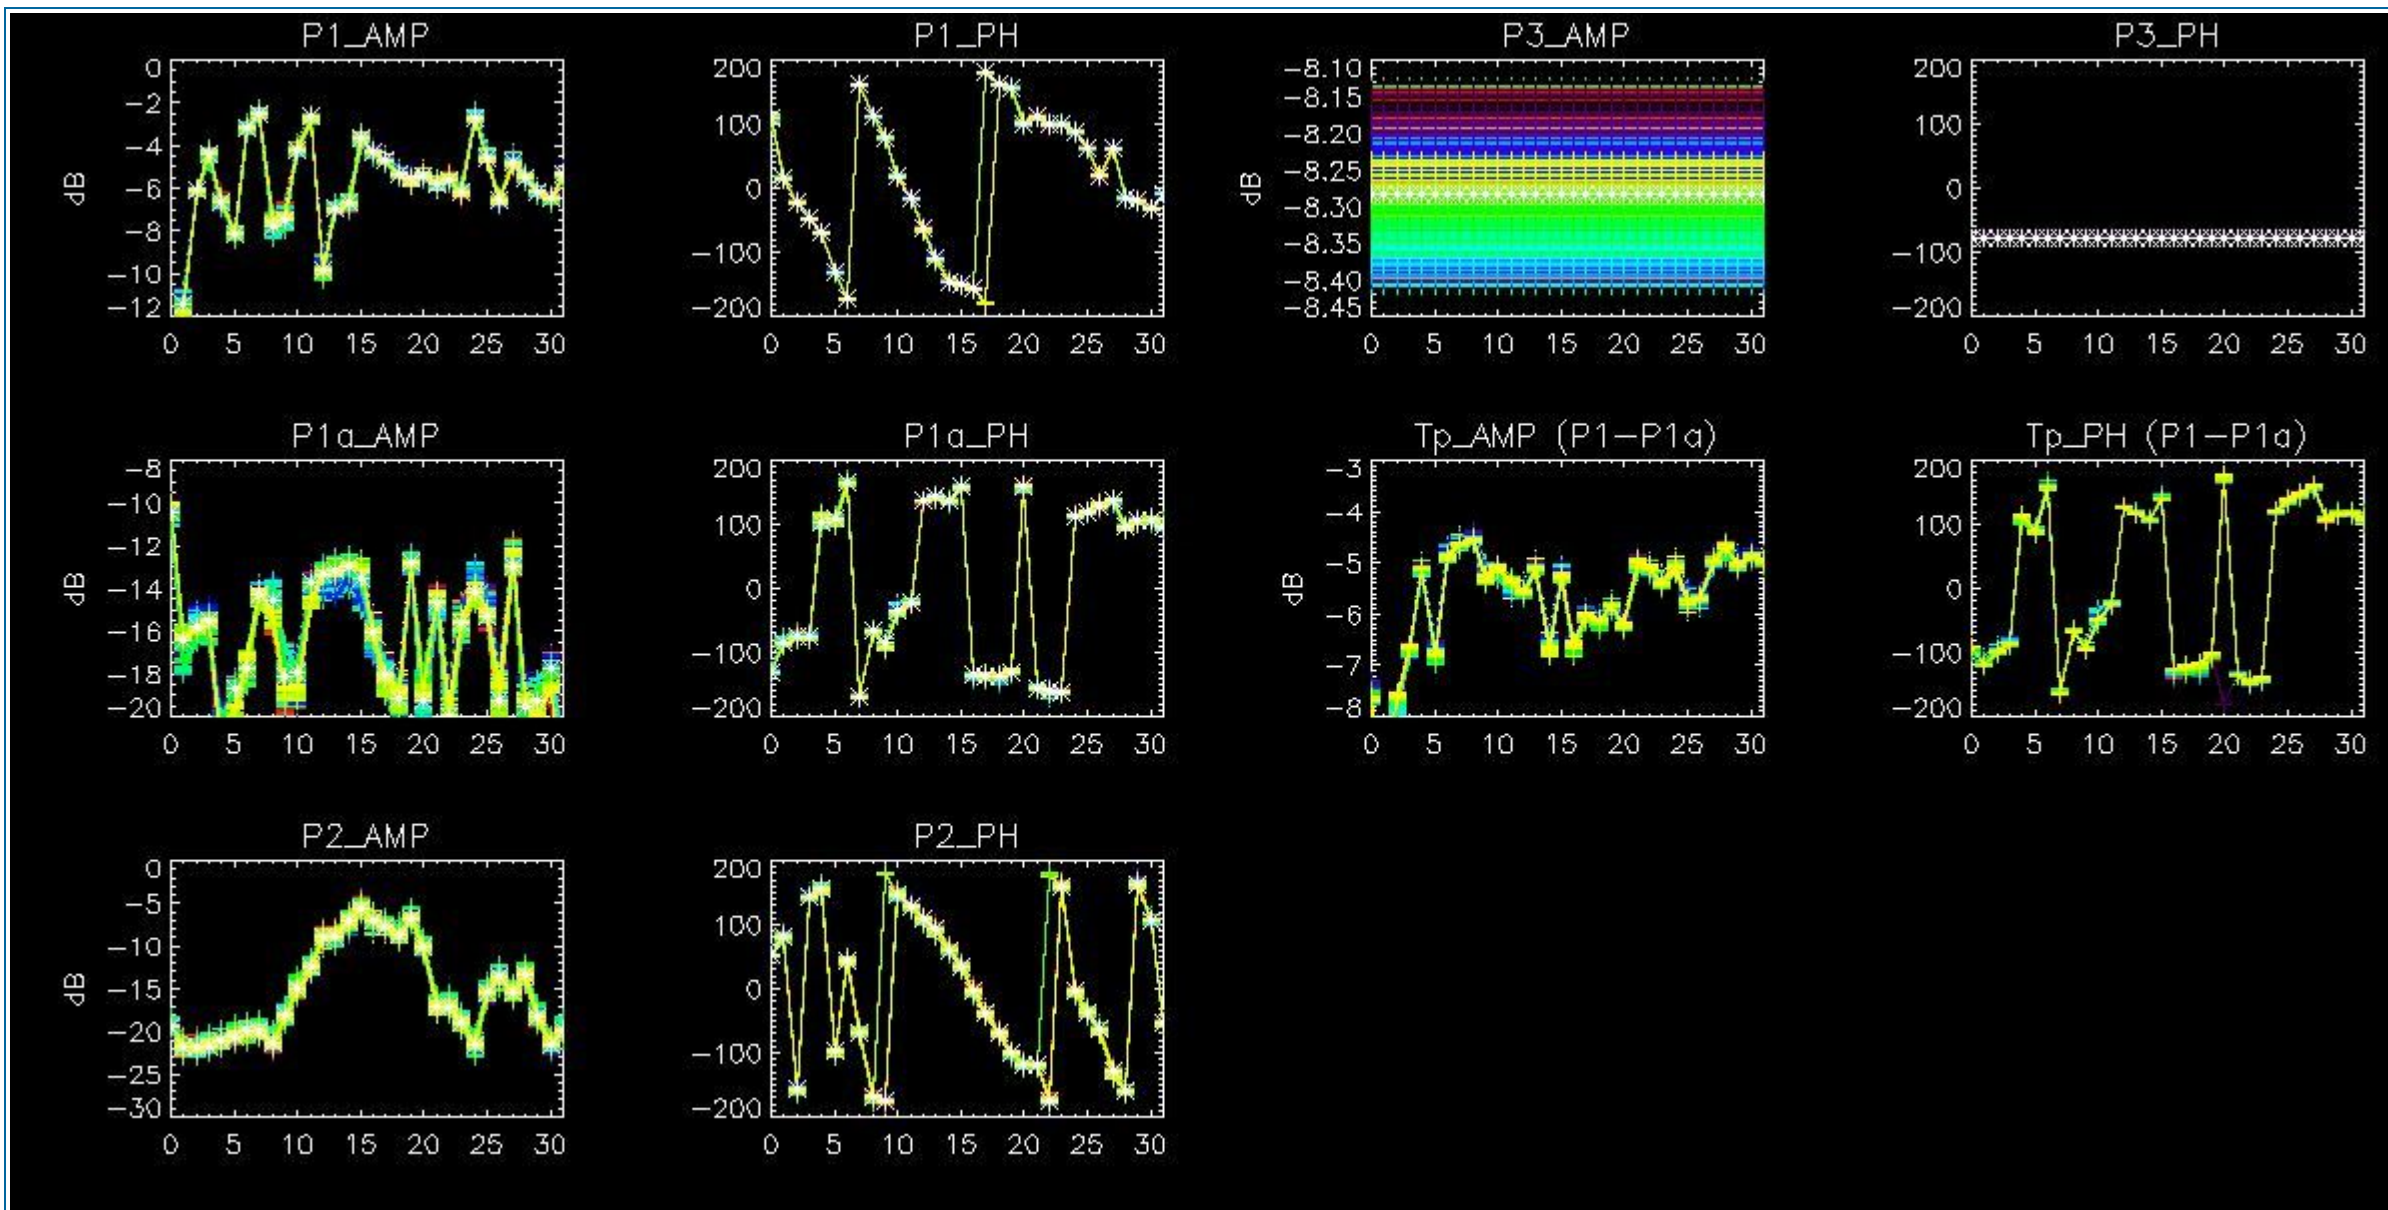 P1_AMP
P1_PH
P3_AMP
P3_PH
0
−2
−4
−6
−8
−10
−12
dB
0 5 10 15 20 25 30
200
100
0
−100
−200
0 5 10 15 20 25 30
−8.10
−8.15
−8.20
−8.25
−8.30
−8.35
−8.40
−8.45
dB
0 5 10 15 20 25 30
200
100
0
−100
−200
0 5 10 15 20 25 30
P1a_AMP
P1a_PH
Tp_AMP (P1−P1a)
Tp_PH (P1−P1a)
−8
−10
−12
−14
−16
−18
−20
dB
0 5 10 15 20 25 30
200
100
0
−100
−200
0 5 10 15 20 25 30
−3
−4
−5
−6
−7
−8
dB
0 5 10 15 20 25 30
200
100
0
−100
−200
0 5 10 15 20 25 30
P2_AMP
P2_PH
0
−5
−10
−15
−20
−25
−30
dB
0 5 10 15 20 25 30
200
100
0
−100
−200
0 5 10 15 20 25 30